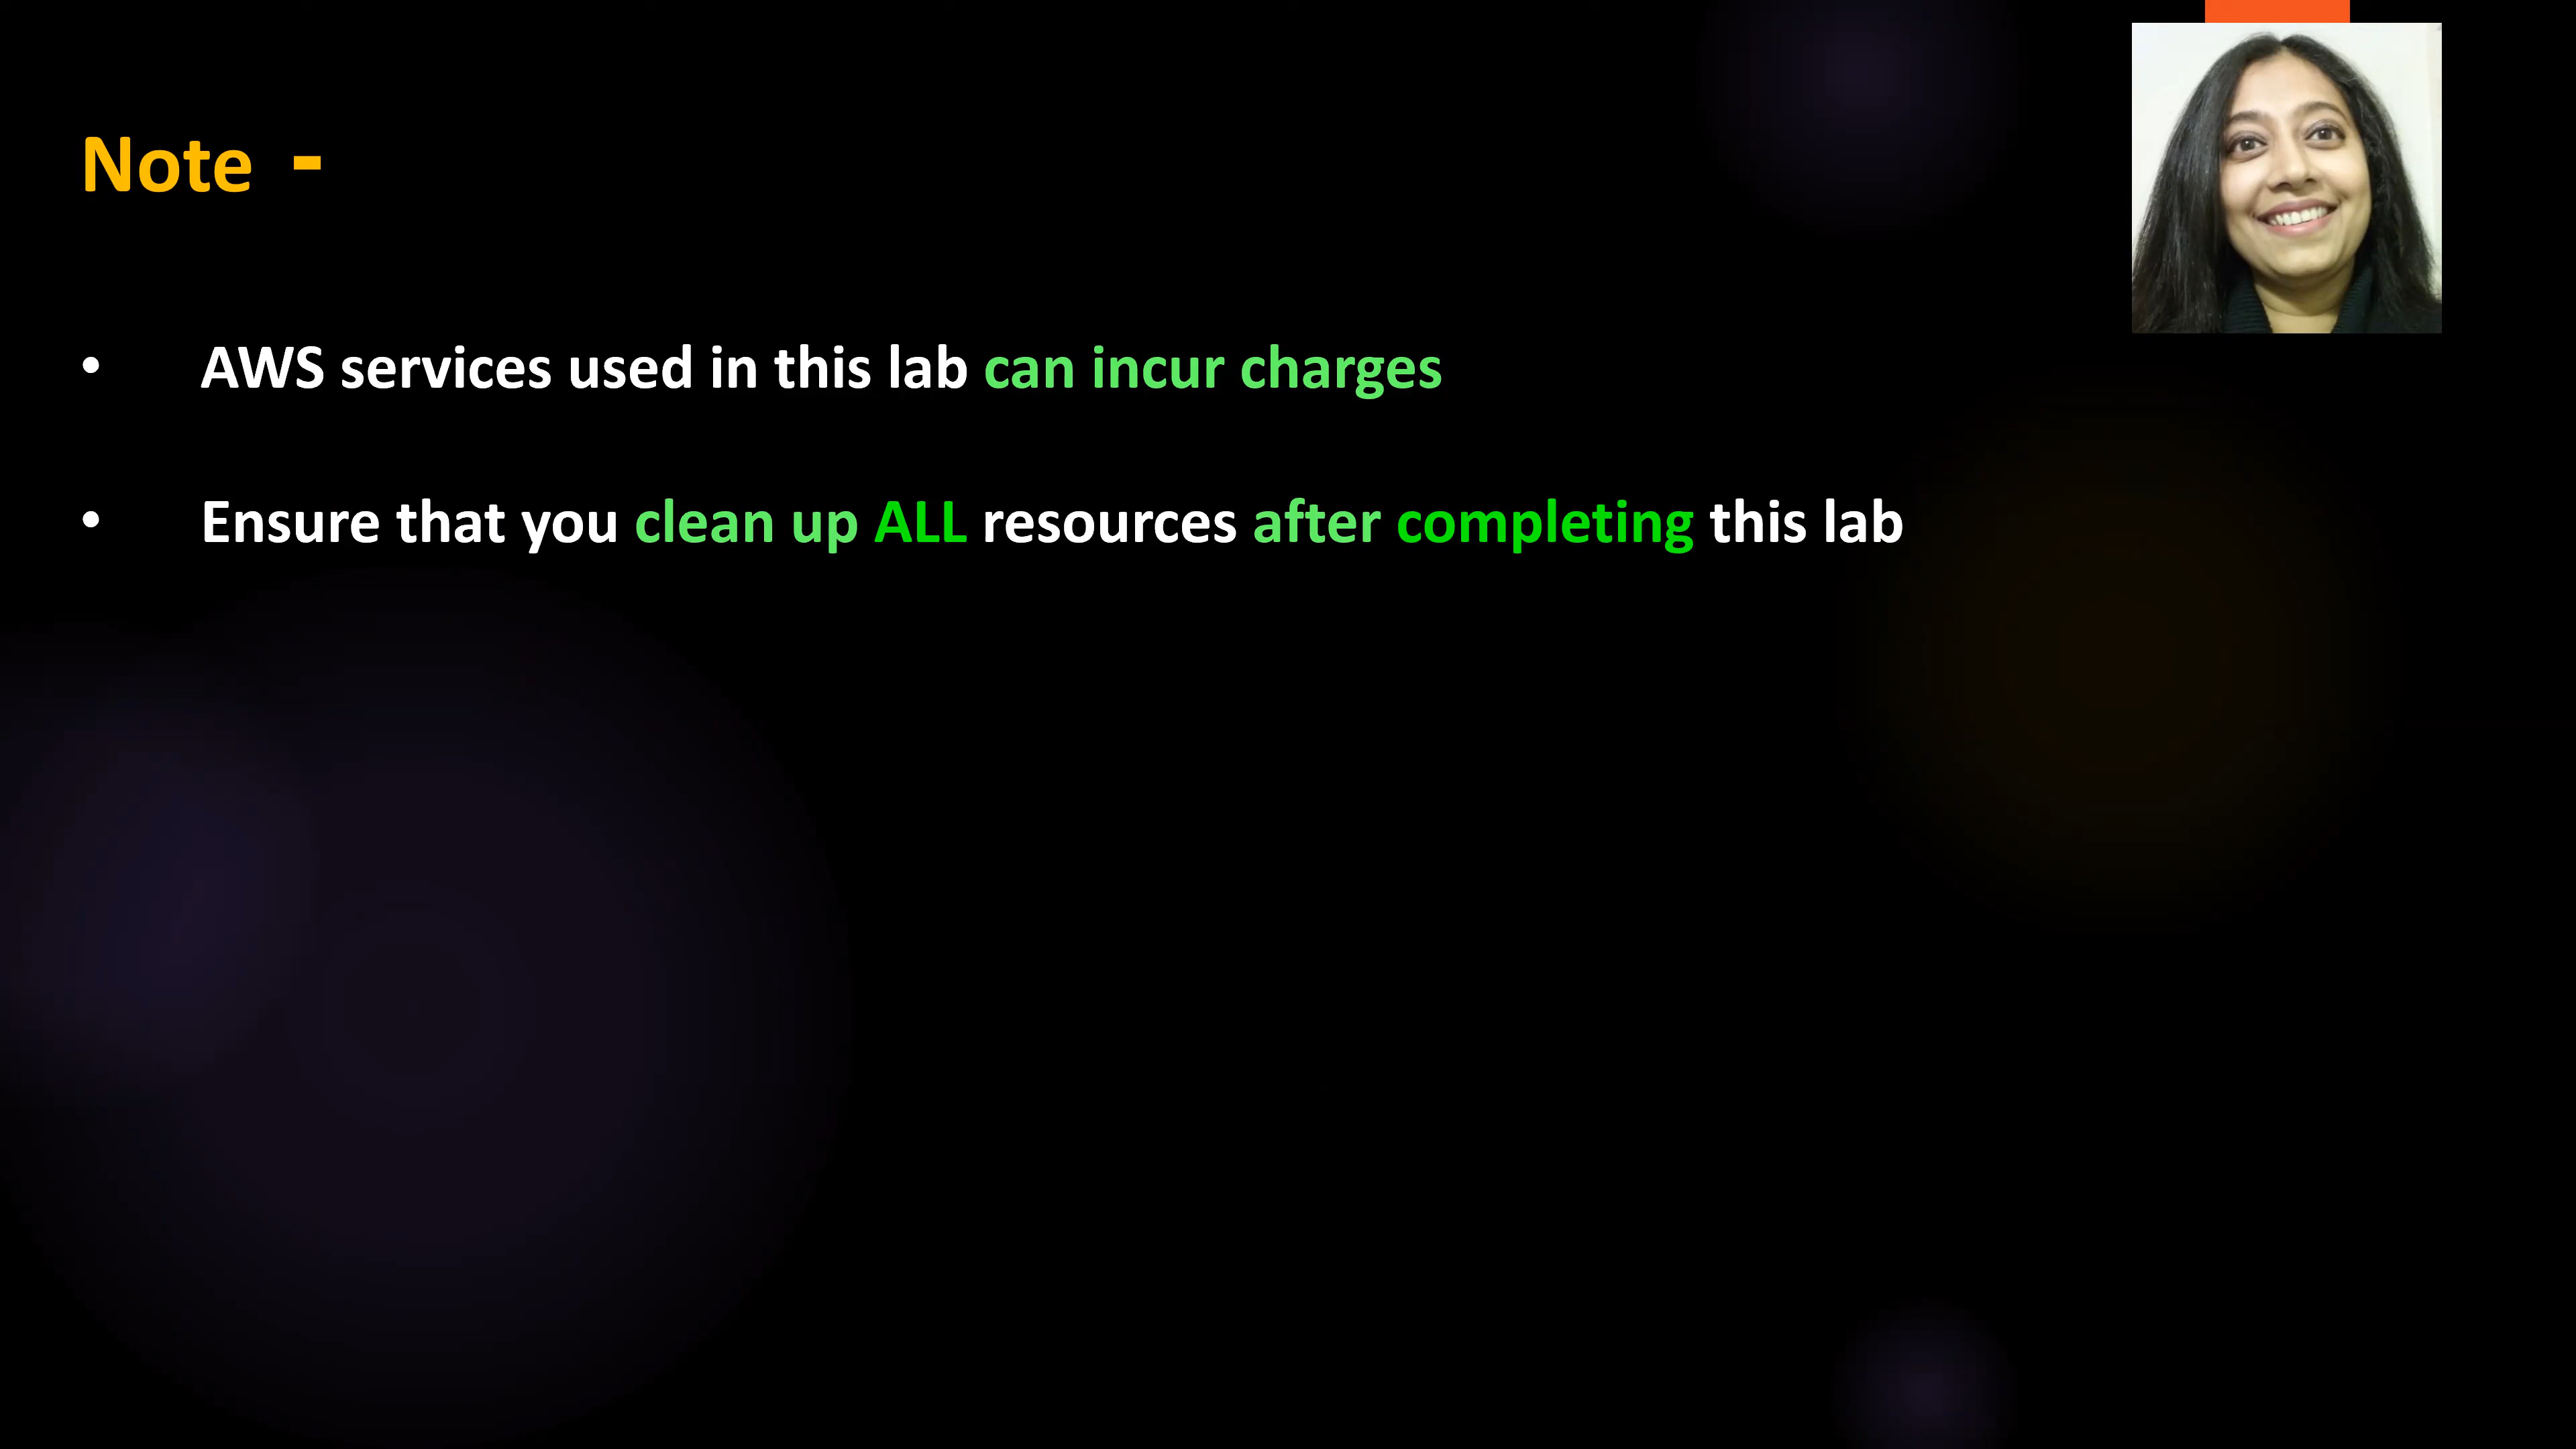 Note -
• AWS services used in this lab can incur charges
• Ensure that you clean up ALL resources after completing this lab